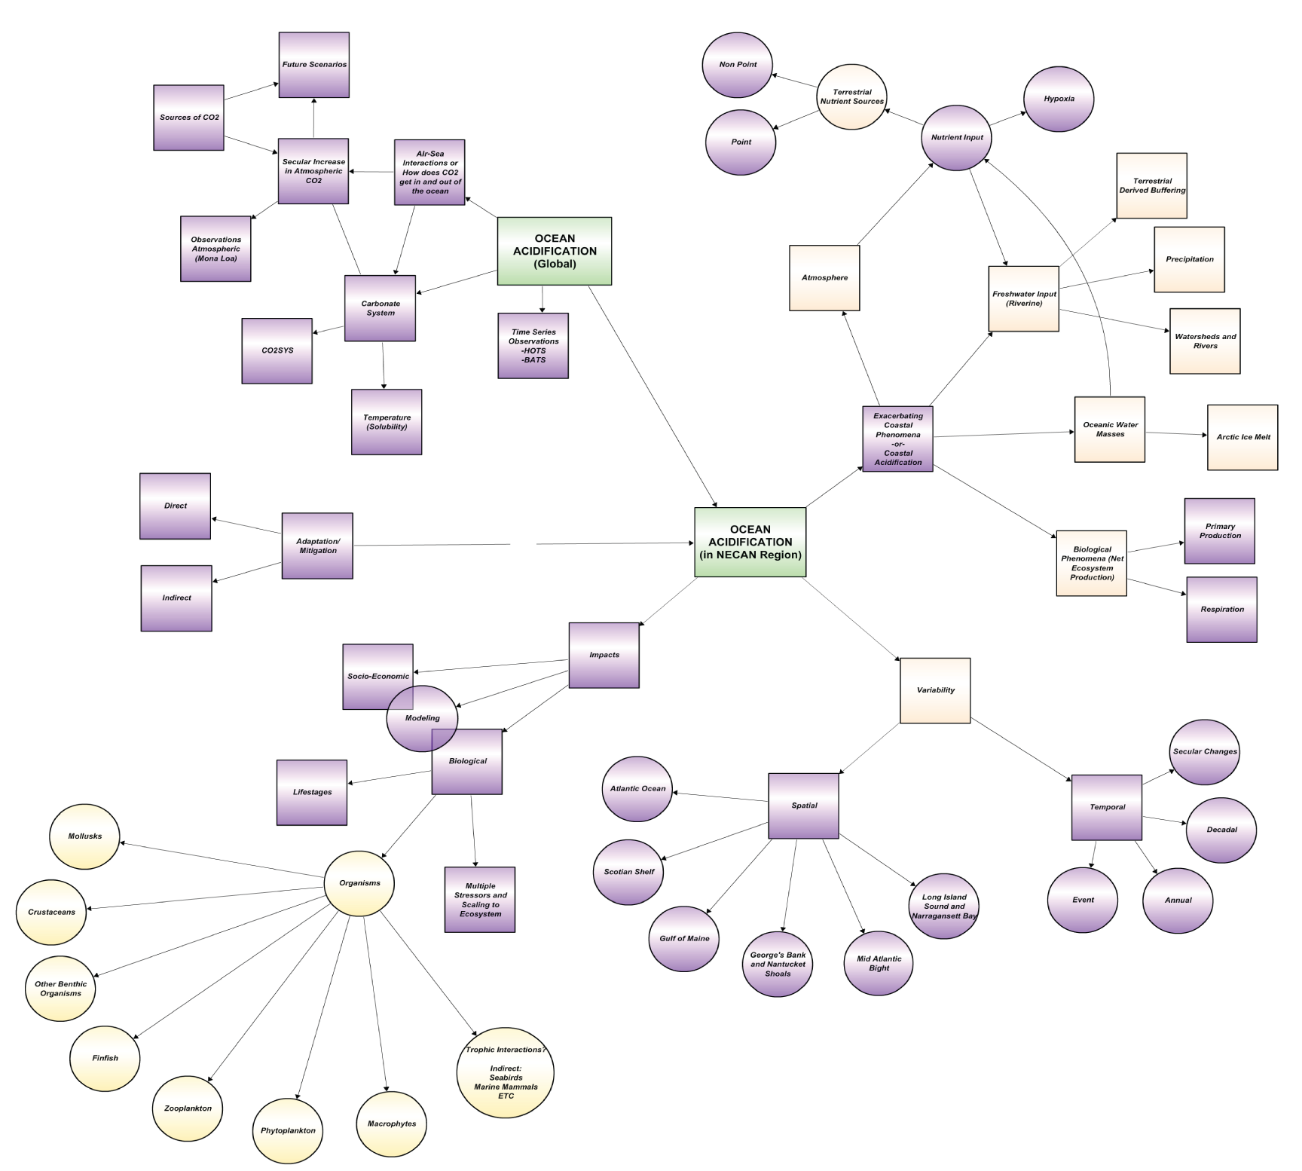 Future Scenarios
Sources of CO2
Secular Increase
in Atmospheric
CO2
Air-Sea
Interactions or
How does CO2
get in and out of
the ocean
Observations
Atmospheric
(Mona Loa)
OCEAN
ACIDIFICATION
(Global)
Carbonate
System
CO2SYS
Time Series
Observations
-HOTS
-BATS
Temperature
(Solubility)
Non Point
Terrestrial
Nutrient Sources
Point
Nutrient Input
Hypoxia
Terrestrial
Derived Buffering
Precipitation
Atmosphere
Freshwater Input
(Riverine)
Watersheds and
Rivers
Exacerbating
Coastal
Phenomena
-or-
Coastal
Acidification
Oceanic Water
Masses
Arctic Ice Melt
Biological
Phenomena (Net
Ecosystem
Production)
Primary
Production
Respiration
Direct
Adaptation/
Mitigation
Indirect
OCEAN
ACIDIFICATION
(in NECAN Region)
Impacts
Socio-Economic
Modeling
Biological
Lifestages
Multiple
Stressors and
Scaling to
Ecosystem
Organisms
Mollusks
Crustaceans
Other Benthic
Organisms
Finfish
Zooplankton
Phytoplankton
Macrophytes
Trophic Interactions?
Indirect:
Seabirds
Marine Mammals
ETC
Variability
Spatial
Atlantic Ocean
Scotian Shelf
Gulf of Maine
George's Bank
and Nantucket
Shoals
Mid Atlantic
Bight
Long Island
Sound and
Narragansett Bay
Temporal
Secular Changes
Decadal
Annual
Event